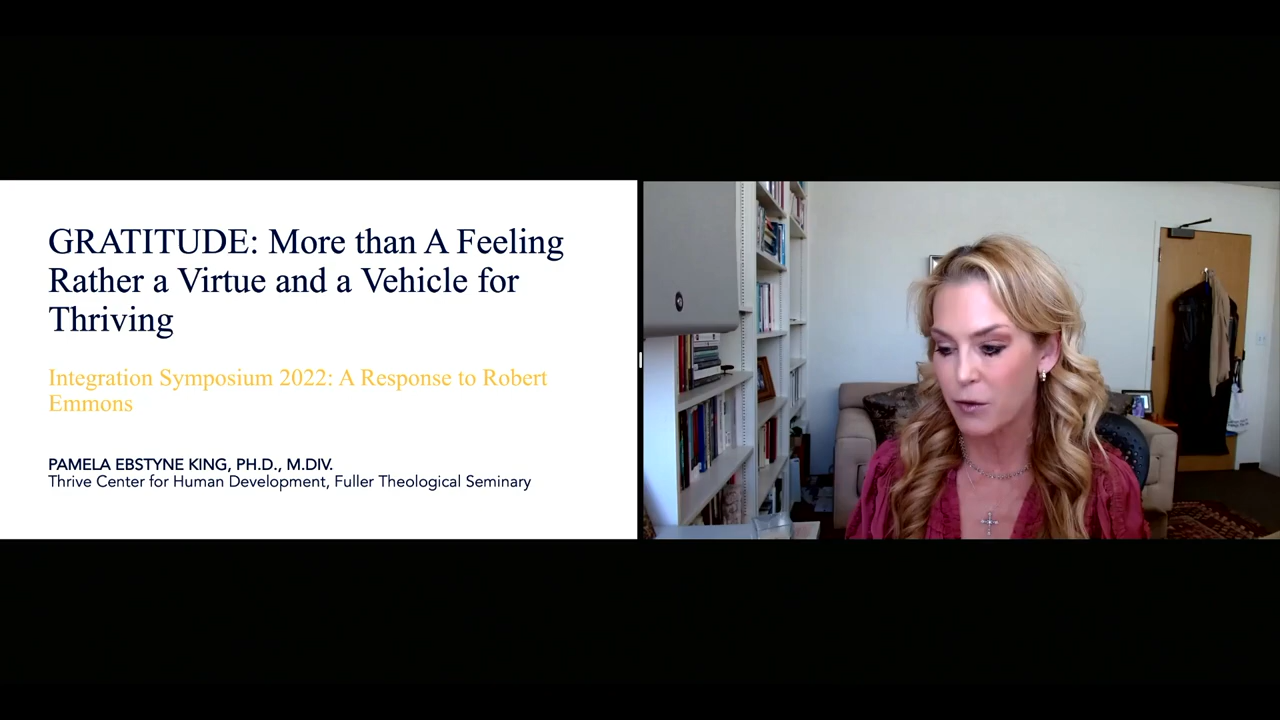 GRATITUDE: More than A Feeling
Rather a Virtue and a Vehicle for
Thriving
Integration Symposium 2022: A Response to Robert
Emmons
PAMELA EBSTYNE KING, PH.D., M.DIV.
Thrive Center for Human Development, Fuller Theological Seminary